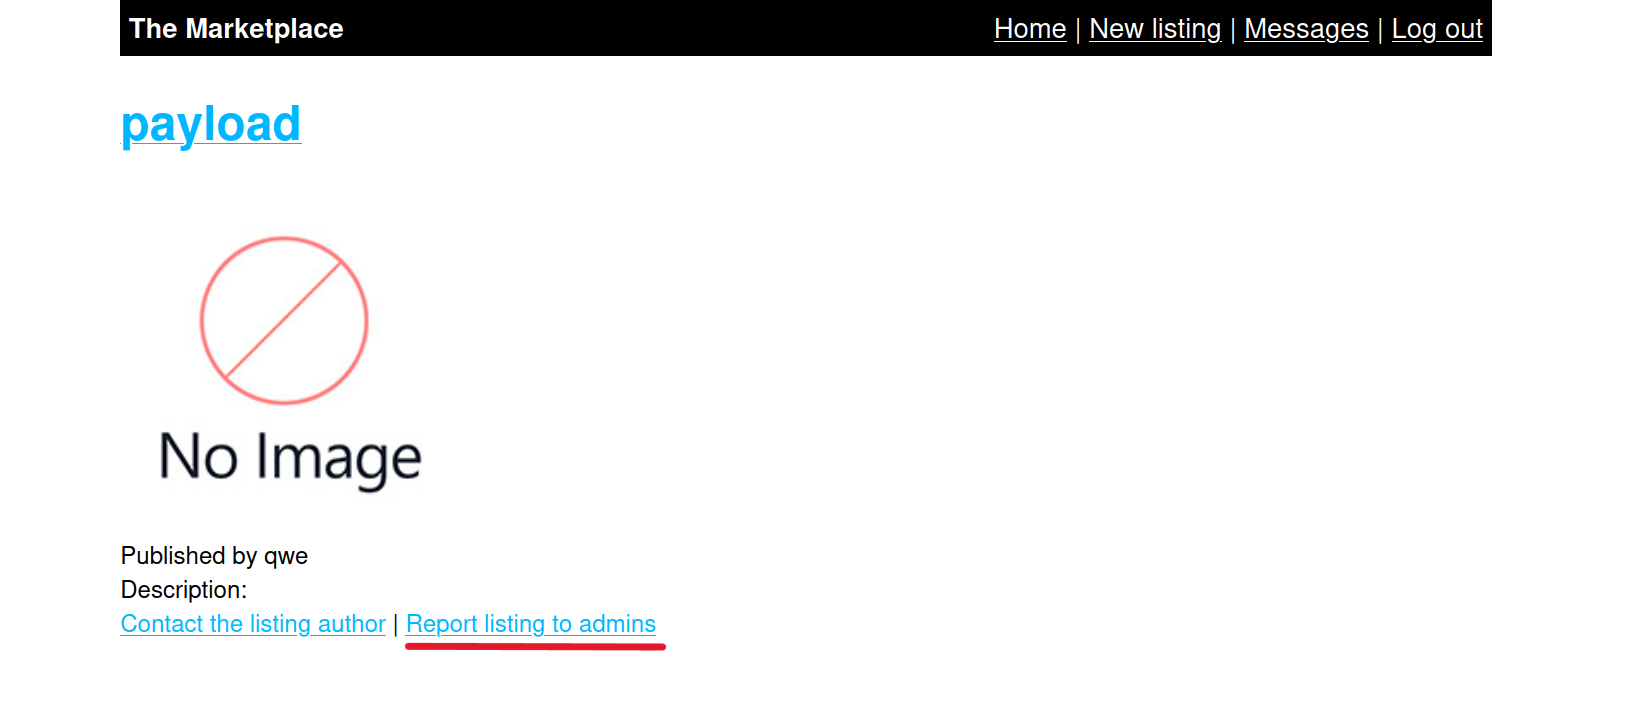 The Marketplace
Home | New listing | Messages | Log out
payload
No Image
Published by qwe
Description:
Contact the listing author | Report listing to admins